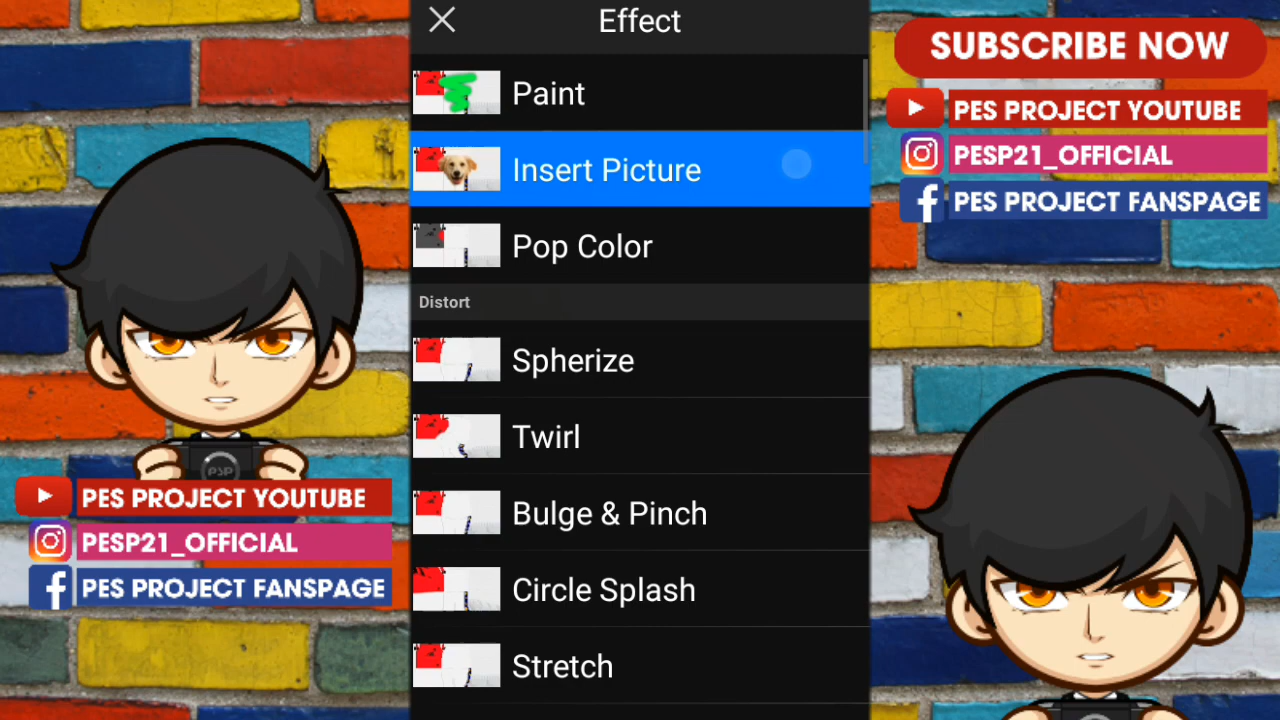 Effect
Paint
Insert Picture
Pop Color
Distort
Spherize
Twirl
Bulge & Pinch
Circle Splash
Stretch
PSP
PES PROJECT YOUTUBE
PESP21_OFFICIAL
PES PROJECT FANSPAGE
SUBSCRIBE NOW
PES PROJECT YOUTUBE
PESP21_OFFICIAL
PES PROJECT FANSPAGE